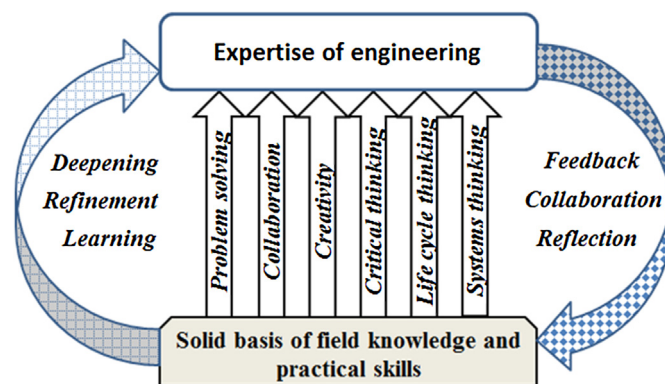 Expertise of engineering
Deepening
Refinement
Learning
Problem solving
Collaboration
Creativity
Critical thinking
Life cycle thinking
Systems thinking
Feedback
Collaboration
Reflection
Solid basis of field knowledge and
practical skills